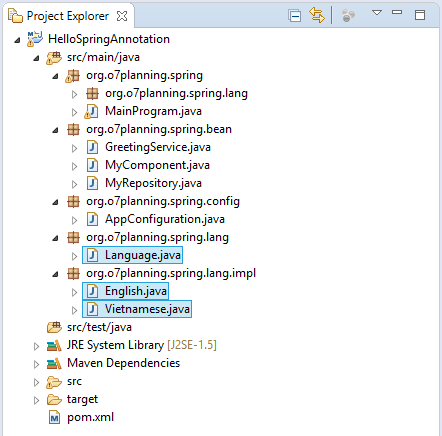 Project Explorer
HelloSpringAnnotation
src/main/java
org.o7planning.spring
org.o7planning.spring.lang
MainProgram.java
org.o7planning.spring.bean
GreetingService.java
MyComponent.java
MyRepository.java
org.o7planning.spring.config
AppConfiguration.java
org.o7planning.spring.lang
Language.java
org.o7planning.spring.lang.impl
English.java
Vietnamese.java
src/test/java
JRE System Library [J2SE-1.5]
Maven Dependencies
src
target
pom.xml